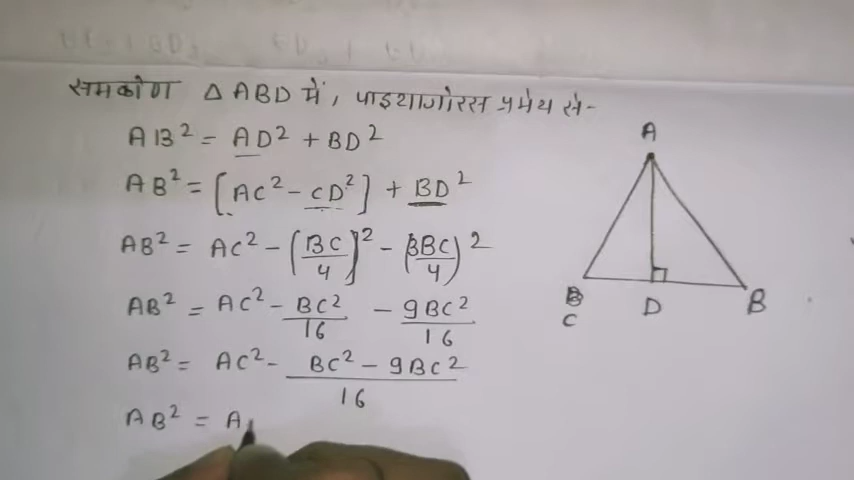 समकोण △ ABD में, पाइथागोरस प्रमेय से-
AB² = AD² + BD²
AB² = [AC² - CD²] + BD²
AB² = AC² - (BC/4)² - (3BC/4)²
AB² = AC² - BC²/16 - 9BC²/16
AB² = AC² - BC² - 9BC²/16
AB² = A
A
B
C
D
B